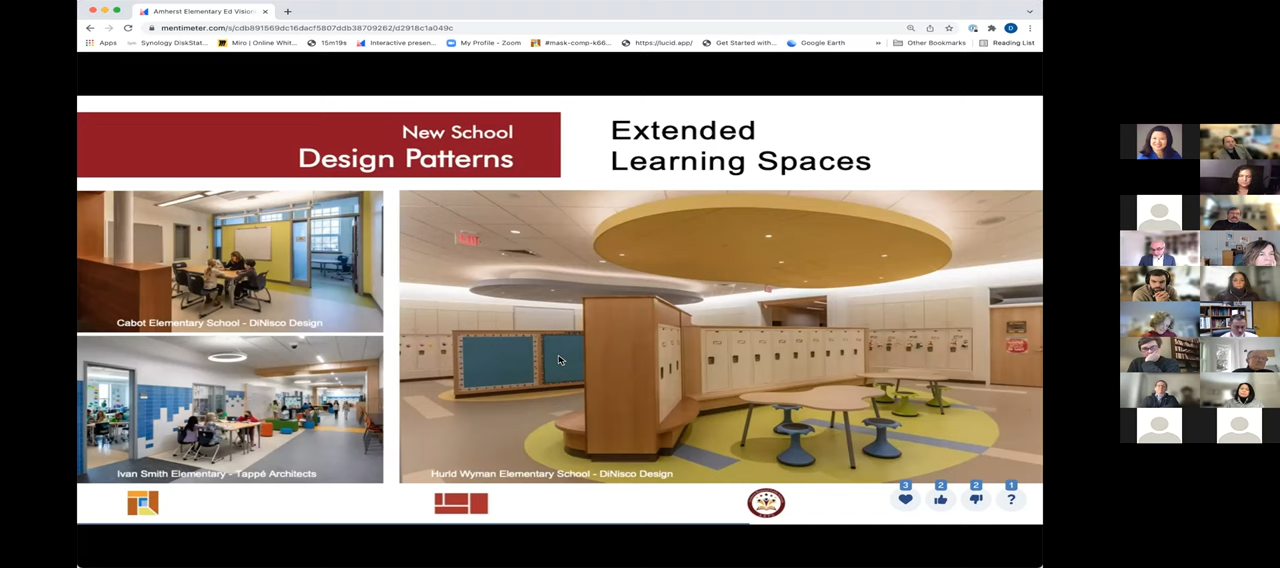 Amherst Elementary Ed Vision
mentimeter.com/s/cdb891569dc16dacf5807ddb38709262/d2918c1a049c
D
Apps
Synology DiskStat...
Miro | Online Whit...
15m19s
Interactive presen...
My Profile - Zoom
#mask-comp-k66...
https://lucid.app/
Get Started with...
Google Earth
»
Other Bookmarks
Reading List
New School
Design Patterns
Extended
Learning Spaces
EXIT
Cabot Elementary School - DiNisco Design
Ivan Smith Elementary - Tappé Architects
Hurld Wyman Elementary School - DiNisco Design
3
2
2
1
?